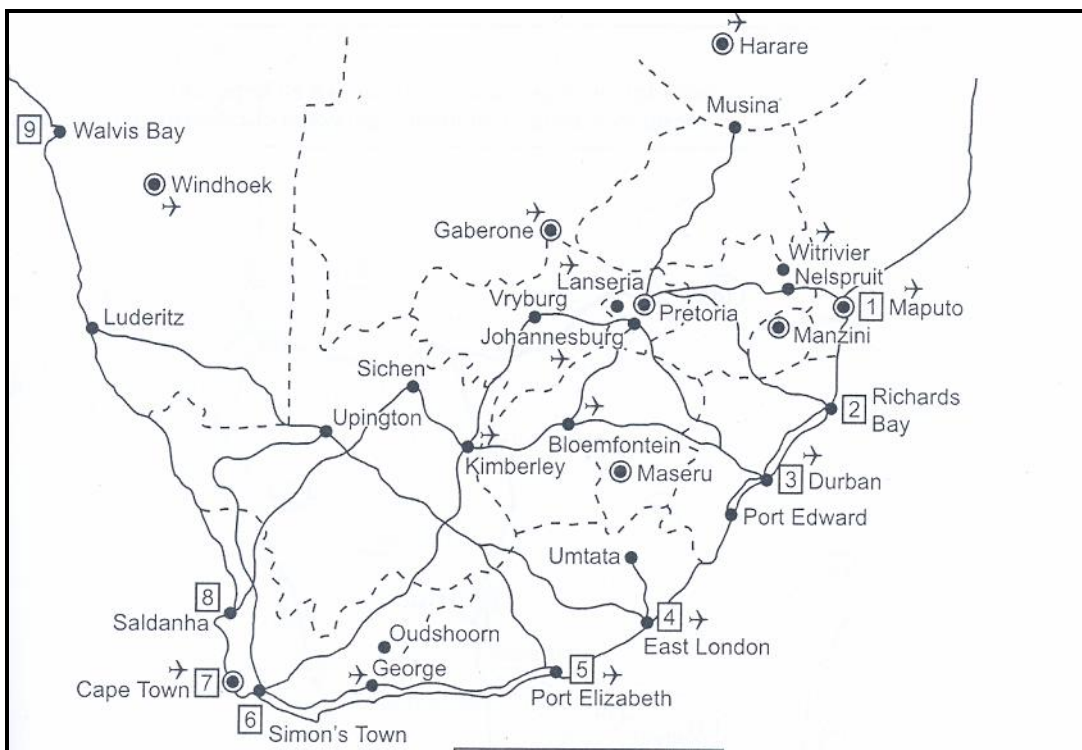 Harare
Musina
9
Walvis Bay
Windhoek
Gaberone
Witrivier
Nelspruit
Lanseria
Vryburg
Pretoria
1
Maputo
Luderitz
Johannesburg
Manzini
Sichen
2
Richards
Bay
Upington
Bloemfontein
Kimberley
Maseru
3
Durban
Port Edward
Umtata
8
Saldanha
4
East London
Oudshoorn
George
5
Cape Town
7
Port Elizabeth
6
Simon's Town